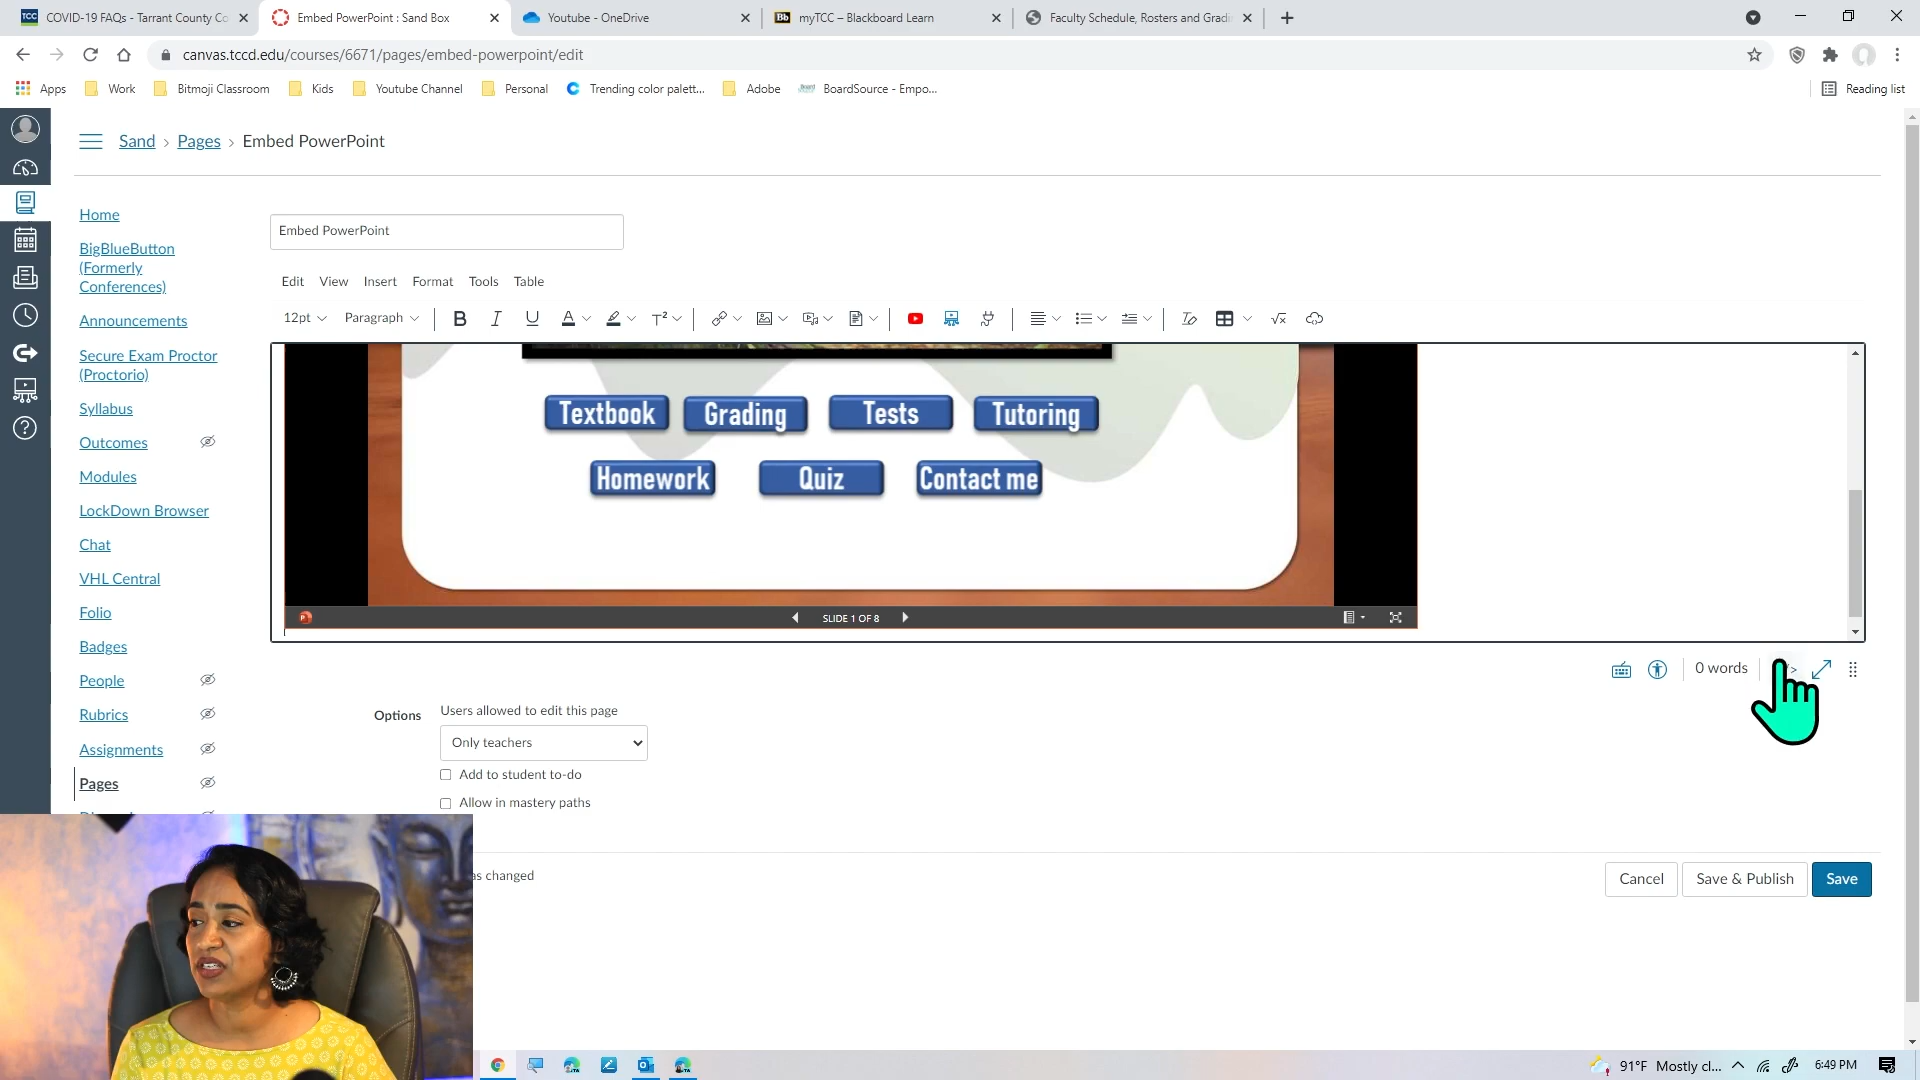 COVID-19 FAQs - Tarrant County Co
Embed PowerPoint : Sand Box
Youtube - OneDrive
myTCC – Blackboard Learn
Faculty Schedule, Rosters and Gradi
canvas.tccd.edu/courses/6671/pages/embed-powerpoint/edit
Apps
Work
Bitmoji Classroom
Kids
Youtube Channel
Personal
Trending color palett...
Adobe
BoardSource - Empo...
Reading list
Sand > Pages > Embed PowerPoint
Home
BigBlueButton
(Formerly
Conferences)
Announcements
Secure Exam Proctor
(Proctorio)
Syllabus
Outcomes
Modules
LockDown Browser
Chat
VHL Central
Folio
Badges
People
Rubrics
Assignments
Pages
Embed PowerPoint
Edit View Insert Format Tools Table
12pt Paragraph
Textbook Grading Tests Tutoring
Homework Quiz Contact me
SLIDE 1 OF 8
0 words
Options
Users allowed to edit this page
Only teachers
Add to student to-do
Allow in mastery paths
as changed
Cancel
Save & Publish
Save
91°F Mostly cl...
6:49 PM